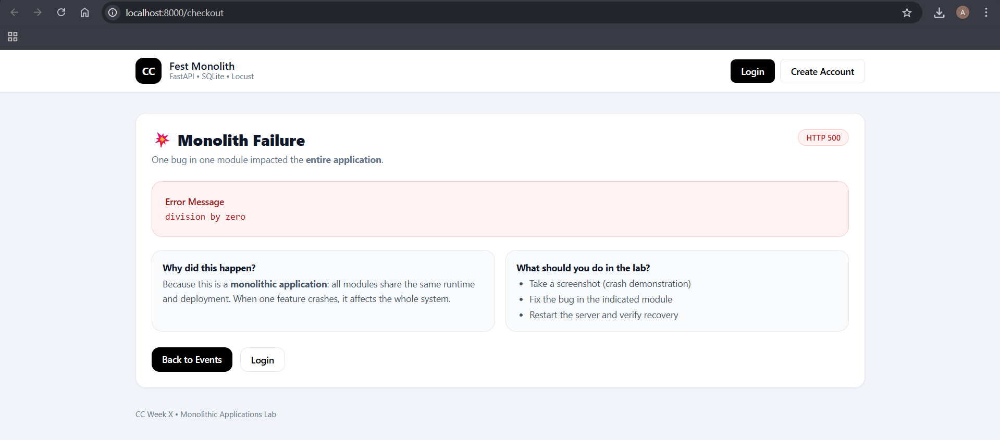 localhost:8000/checkout
A
CC
Fest Monolith
FastAPI • SQLite • Locust
Login
Create Account
Monolith Failure
HTTP 500
One bug in one module impacted the entire application.
Error Message
division by zero
Why did this happen?
Because this is a monolithic application: all modules share the same runtime
and deployment. When one feature crashes, it affects the whole system.
What should you do in the lab?
• Take a screenshot (crash demonstration)
• Fix the bug in the indicated module
• Restart the server and verify recovery
Back to Events
Login
CC Week X • Monolithic Applications Lab